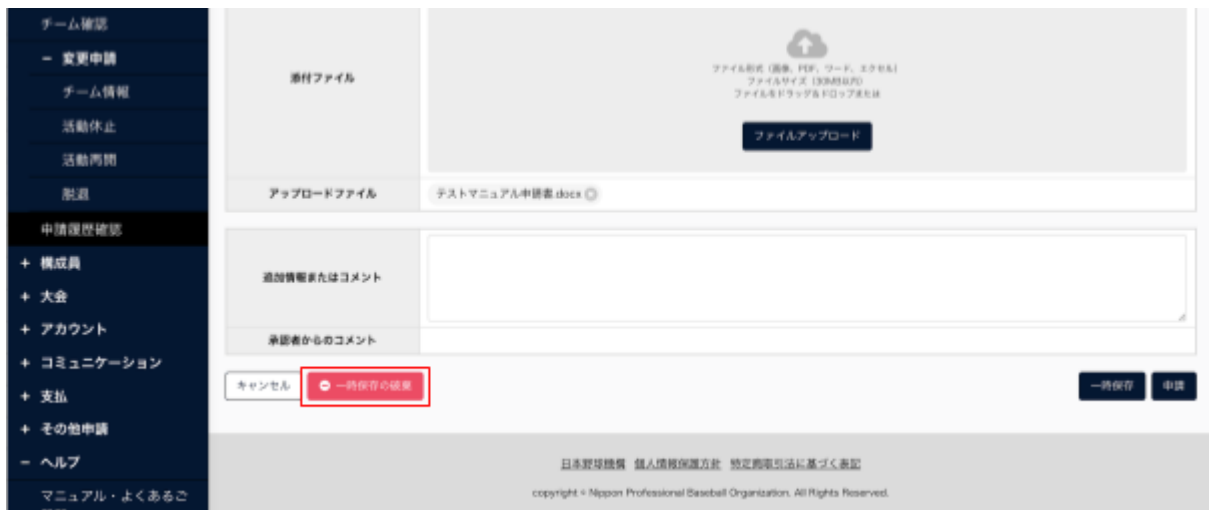 チーム確認
− 変更申請
チーム情報
活動休止
活動再開
脱退
申請履歴確認
+ 構成員
+ 大会
+ アカウント
+ コミュニケーション
+ 支払
+ その他申請
− ヘルプ
マニュアル・よくあるご
添付ファイル
ファイル形式（画像、PDF、ワード、エクセル）
ファイルサイズ（30MB以内）
ファイルをドラッグ&ドロップまたは
ファイルアップロード
アップロードファイル
テストマニュアル申請書.docx
追加情報またはコメント
承認者からのコメント
キャンセル
一時保存の破棄
一時保存
申請
日本野球機構 個人情報保護方針 特定商取引法に基づく表記
copyright © Nippon Professional Baseball Organization. All Rights Reserved.